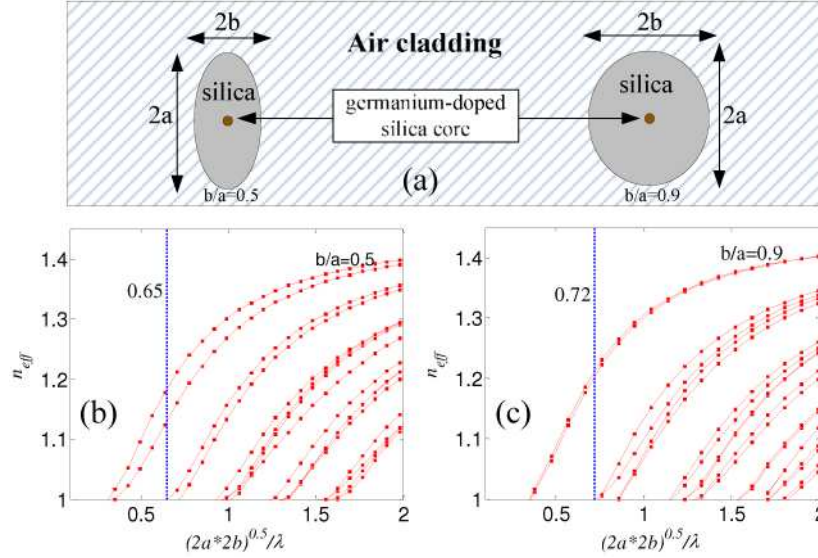 2b
2b
Air cladding
silica
silica
2a
germanium-doped
silica core
2a
b/a=0.5
(a)
b/a=0.9
1.4
b/a=0.5
1.4
b/a=0.9
0.65
0.72
1.3
1.3
n_eff
n_eff
1.2
1.2
(b)
(c)
1.1
1.1
1
1
0.5
1
1.5
2
0.5
1
1.5
2
(2a*2b)^0.5/λ
(2a*2b)^0.5/λ